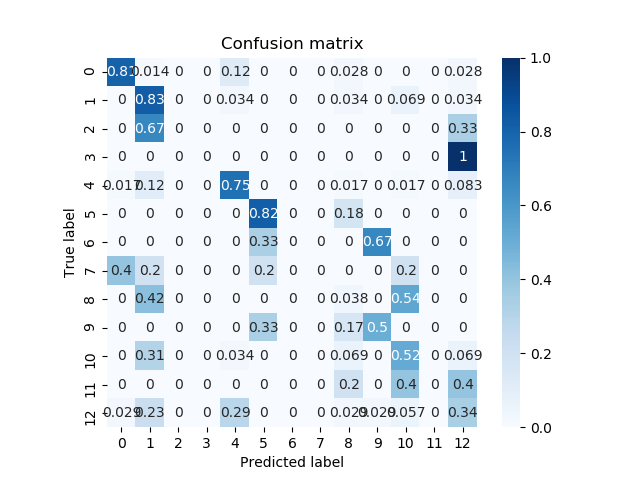 Confusion matrix
0 0.81 0.014 0 0 0.12 0 0 0 0.028 0 0 0 0.028 1.0
1 0 0.83 0 0 0.034 0 0 0 0.034 0 0.069 0 0.034
2 0 0.67 0 0 0 0 0 0 0 0 0 0 0.33 0.8
3 0 0 0 0 0 0 0 0 0 0 0 0 1
4 0.017 0.12 0 0 0.75 0 0 0 0.017 0 0.017 0 0.083
5 0 0 0 0 0 0.82 0 0 0.18 0 0 0 0 0.6
True label
6 0 0 0 0 0 0.33 0 0 0 0.67 0 0 0
7 0.4 0.2 0 0 0 0.2 0 0 0 0 0.2 0 0 0.4
8 0 0.42 0 0 0 0 0 0 0.038 0 0.54 0 0
9 0 0 0 0 0 0.33 0 0 0.17 0.5 0 0 0
10 0 0.31 0 0 0.034 0 0 0 0.069 0 0.52 0 0.069 0.2
11 0 0 0 0 0 0 0 0 0.2 0 0.4 0 0.4
12 0.029 0.23 0 0 0.29 0 0 0 0.029 0.029 0.057 0 0.34 0.0
0 1 2 3 4 5 6 7 8 9 10 11 12
Predicted label